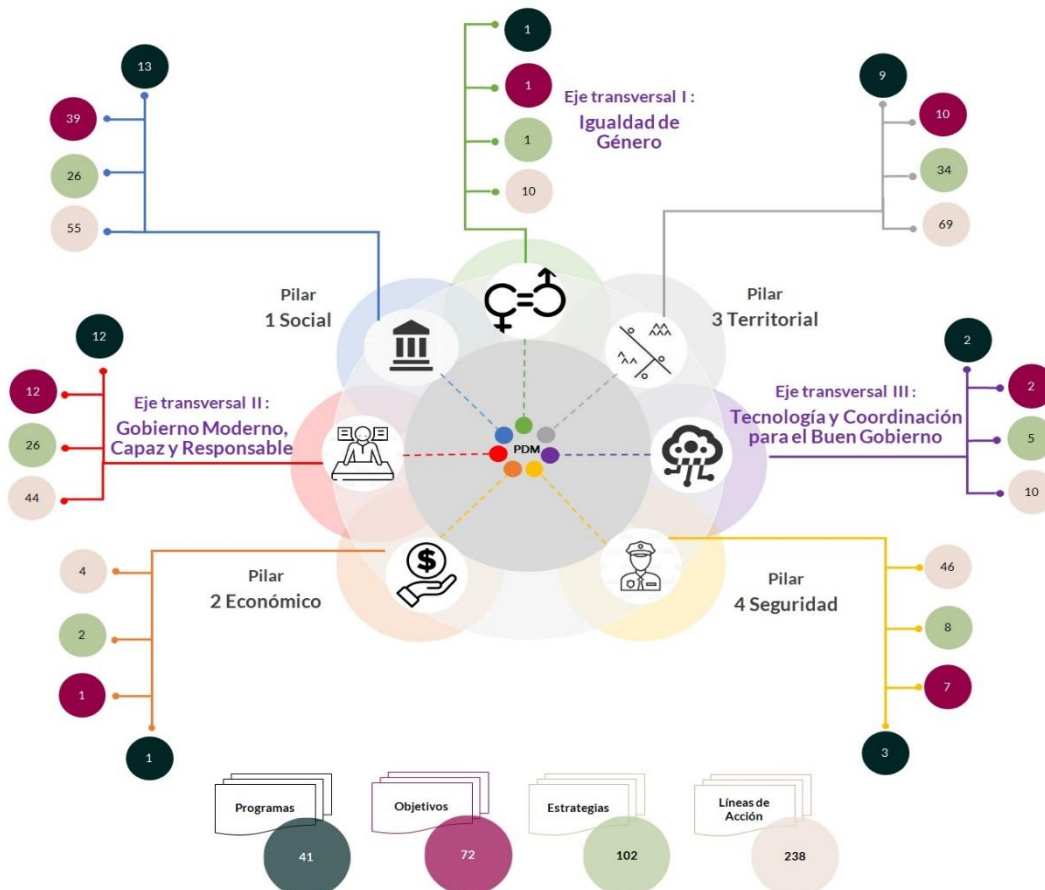 1
13
1
Eje transversal I :
Igualdad de
Género
9
39
10
26
1
34
55
10
69
Pilar
1 Social
Pilar
3 Territorial
12
2
12
Eje transversal II :
Gobierno Moderno,
Capaz y Responsable
Eje transversal III :
Tecnología y Coordinación
para el Buen Gobierno
2
26
5
44
10
PDM
4
Pilar
2 Económico
Pilar
4 Seguridad
46
2
8
1
7
1
3
Programas
Objetivos
Estrategias
Líneas de
Acción
41
72
102
238
$